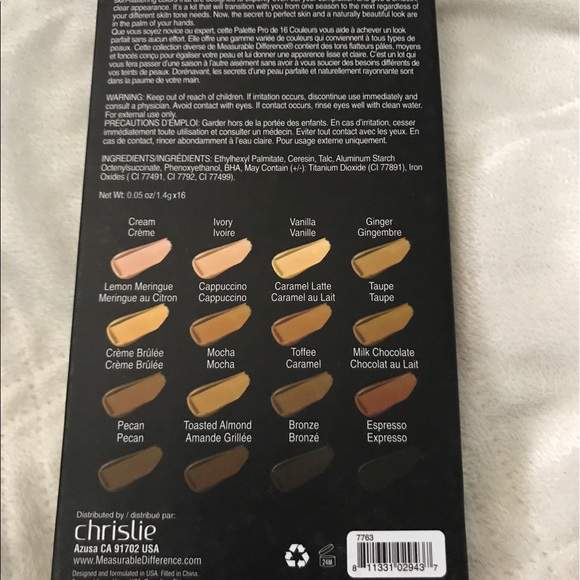 clear appearance. It's a kit that will transition with you from one season to the next regardless of
your different skitn tone needs. Now, the secret to perfect skin and a naturally beautiful look are
in the palm of your hands.
Que vous soyez novice ou expert, cette Palette Pro de 16 Couleurs vous aide à achever un look
parfait sans aucun effort. Elle offre une gamme variée de couleurs qui conviennent à tous types de
peaux. Cette collection diverse de Measurable Difference® contient des tons flatteurs pâles, moyens
et foncés conçu pour égaliser votre peau et lui donner une apparence lisse et claire. C'est un lot qui
vous fera passer d'une saison à l'autre aisément sans avoir à vous soucier des besoins différents de
vos teints de peaux. Dorénavant, les secrets d'une peau parfaite et naturellement rayonnante sont
dans la paume de votre main.
WARNING: Keep out of reach of children. If irritation occurs, discontinue use immediately and
consult a physician. Avoid contact with eyes. If contact occurs, rinse eyes well with clean water.
For external use only.
PRÉCAUTIONS D'EMPLOI: Garder hors de la portée des enfants. En cas d'irritation, cesser
immédiatement toute utilisation et consulter un médecin. Eviter tout contact avec les yeux. En
cas de contact, rincer abondamment à l'eau claire. Pour usage externe uniquement.
INGREDIENTS/INGRÉDIENTS: Ethylhexyl Palmitate, Ceresin, Talc, Aluminum Starch
Octenylsuccinate, Phenoxyethanol, BHA, May Contain (+/-): Titanium Dioxide (CI 77891), Iron
Oxides ( CI 77491, CI 7792, CI 77499).
Net Wt: 0.05 oz/1.4g x16
Cream Ivory Vanilla Ginger
Crème Ivoire Vanille Gingembre
Lemon Meringue Cappuccino Caramel Latte Taupe
Meringue au Citron Cappuccino Caramel au Lait Taupe
Crème Brûlée Mocha Toffee Milk Chocolate
Crème Brûlée Mocha Caramel Chocolat au Lait
Pecan Toasted Almond Bronze Espresso
Pecan Amande Grillée Bronzé Expresso
Distributed by / distribué par:
chrislie
Azusa CA 91702 USA
www.MeasurableDifference.com
Designed and formulated in USA. Filled in China.
24M
7763
8 11331 02943 7